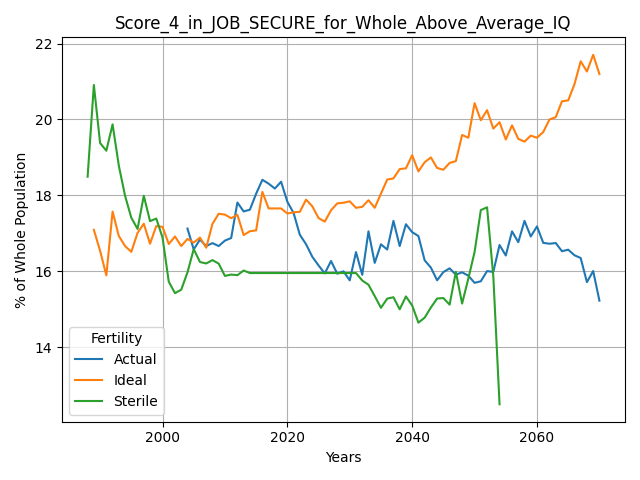 Score_4_in_JOB_SECURE_for_Whole_Above_Average_IQ
22
20
18
16
14
% of Whole Population
Fertility
Actual
Ideal
Sterile
2000
2020
2040
2060
Years